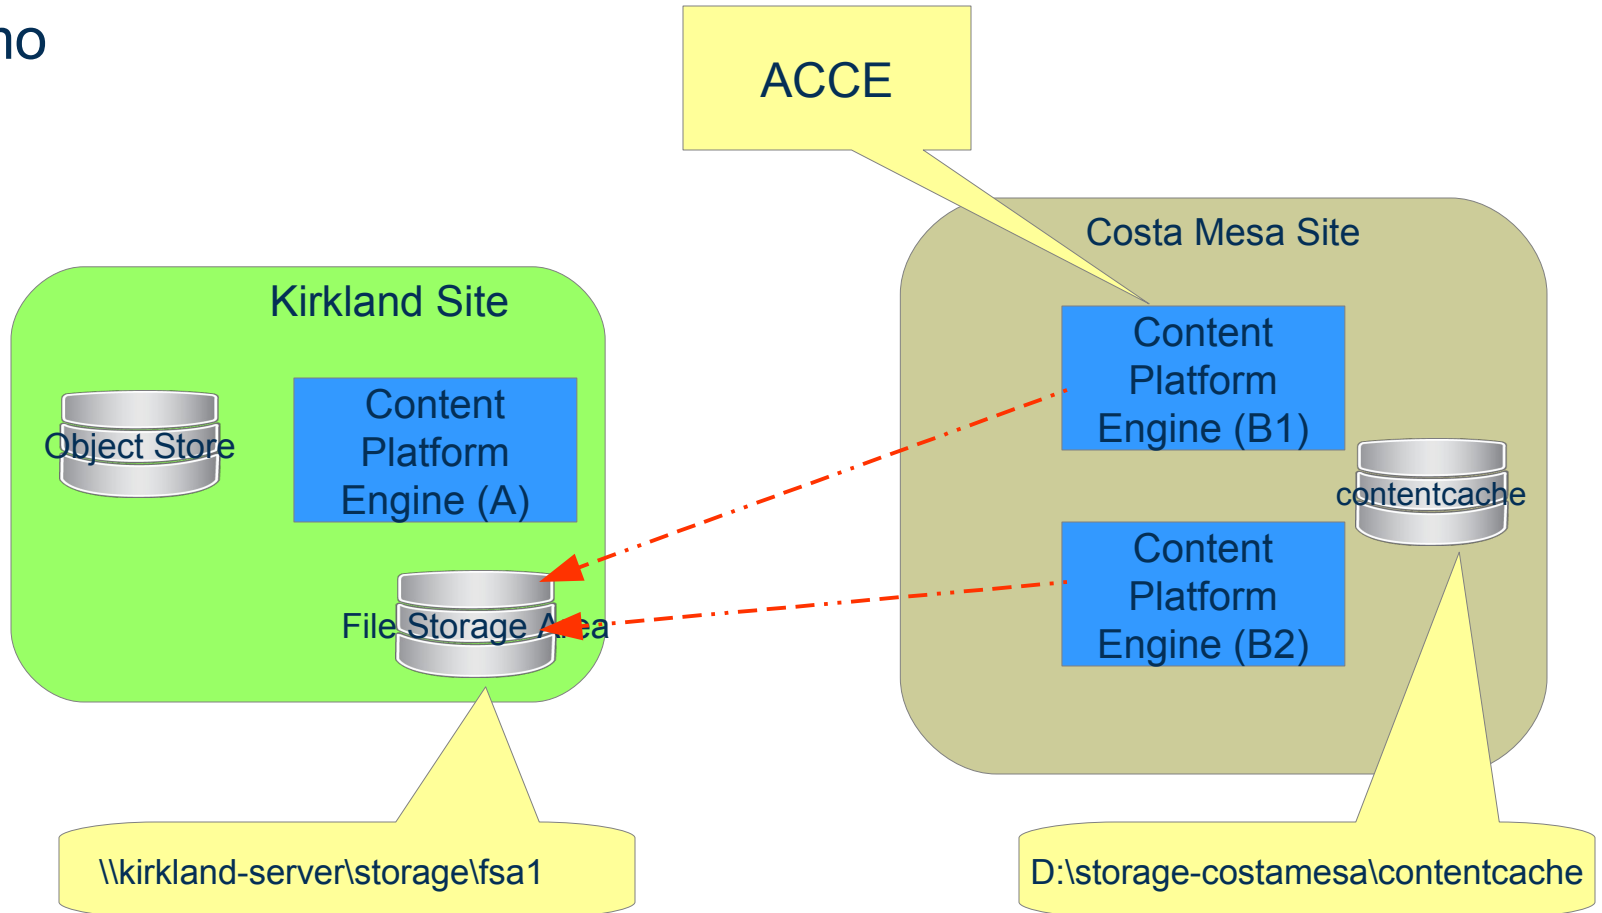 ACCE
Costa Mesa Site
Kirkland Site
Content
Platform
Engine (B1)
Object Store
Content
Platform
Engine (A)
contentcache
Content
Platform
Engine (B2)
File Storage Area
\\kirkland-server\storage\fsa1
D:\storage-costamesa\contentcache